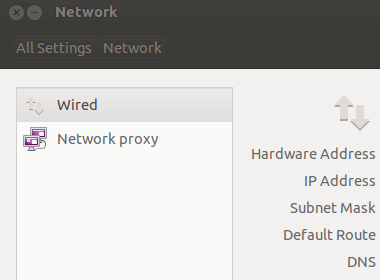 Network
All Settings Network
Wired
Network proxy
Hardware Address
IP Address
Subnet Mask
Default Route
DNS